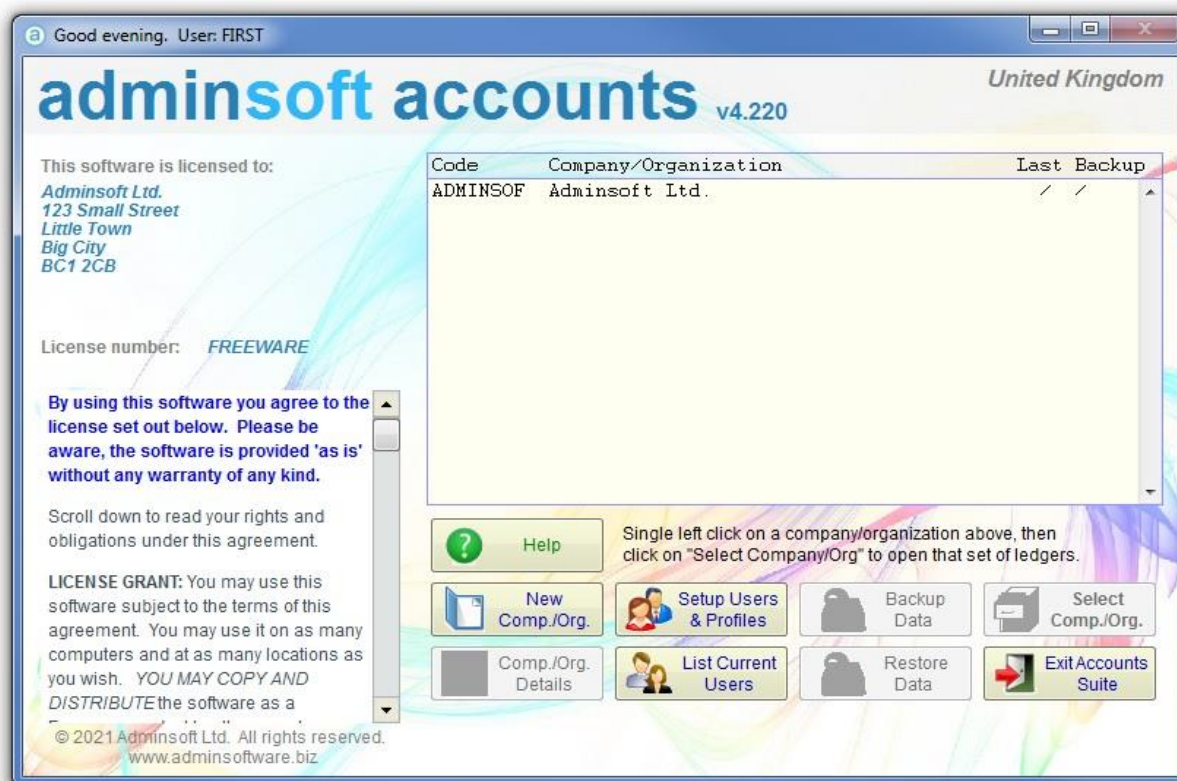 Good evening. User: FIRST
adminsoft accounts v4.220
United Kingdom
This software is licensed to:
Adminsoft Ltd.
123 Small Street
Little Town
Big City
BC1 2CB
License number: FREEWARE
By using this software you agree to the
license set out below. Please be
aware, the software is provided 'as is'
without any warranty of any kind.
Scroll down to read your rights and
obligations under this agreement.
LICENSE GRANT: You may use this
software subject to the terms of this
agreement. You may use it on as many
computers and at as many locations as
you wish. YOU MAY COPY AND
DISTRIBUTE the software as a
© 2021 Adminsoft Ltd. All rights reserved.
www.adminsoftware.biz
Code Company/Organization Last Backup
ADMINSOF Adminsoft Ltd. / /
Help
Single left click on a company/organization above, then
click on "Select Company/Org" to open that set of ledgers.
New
Comp./Org.
Setup Users
& Profiles
Backup
Data
Select
Comp./Org.
Comp./Org.
Details
List Current
Users
Restore
Data
Exit Accounts
Suite